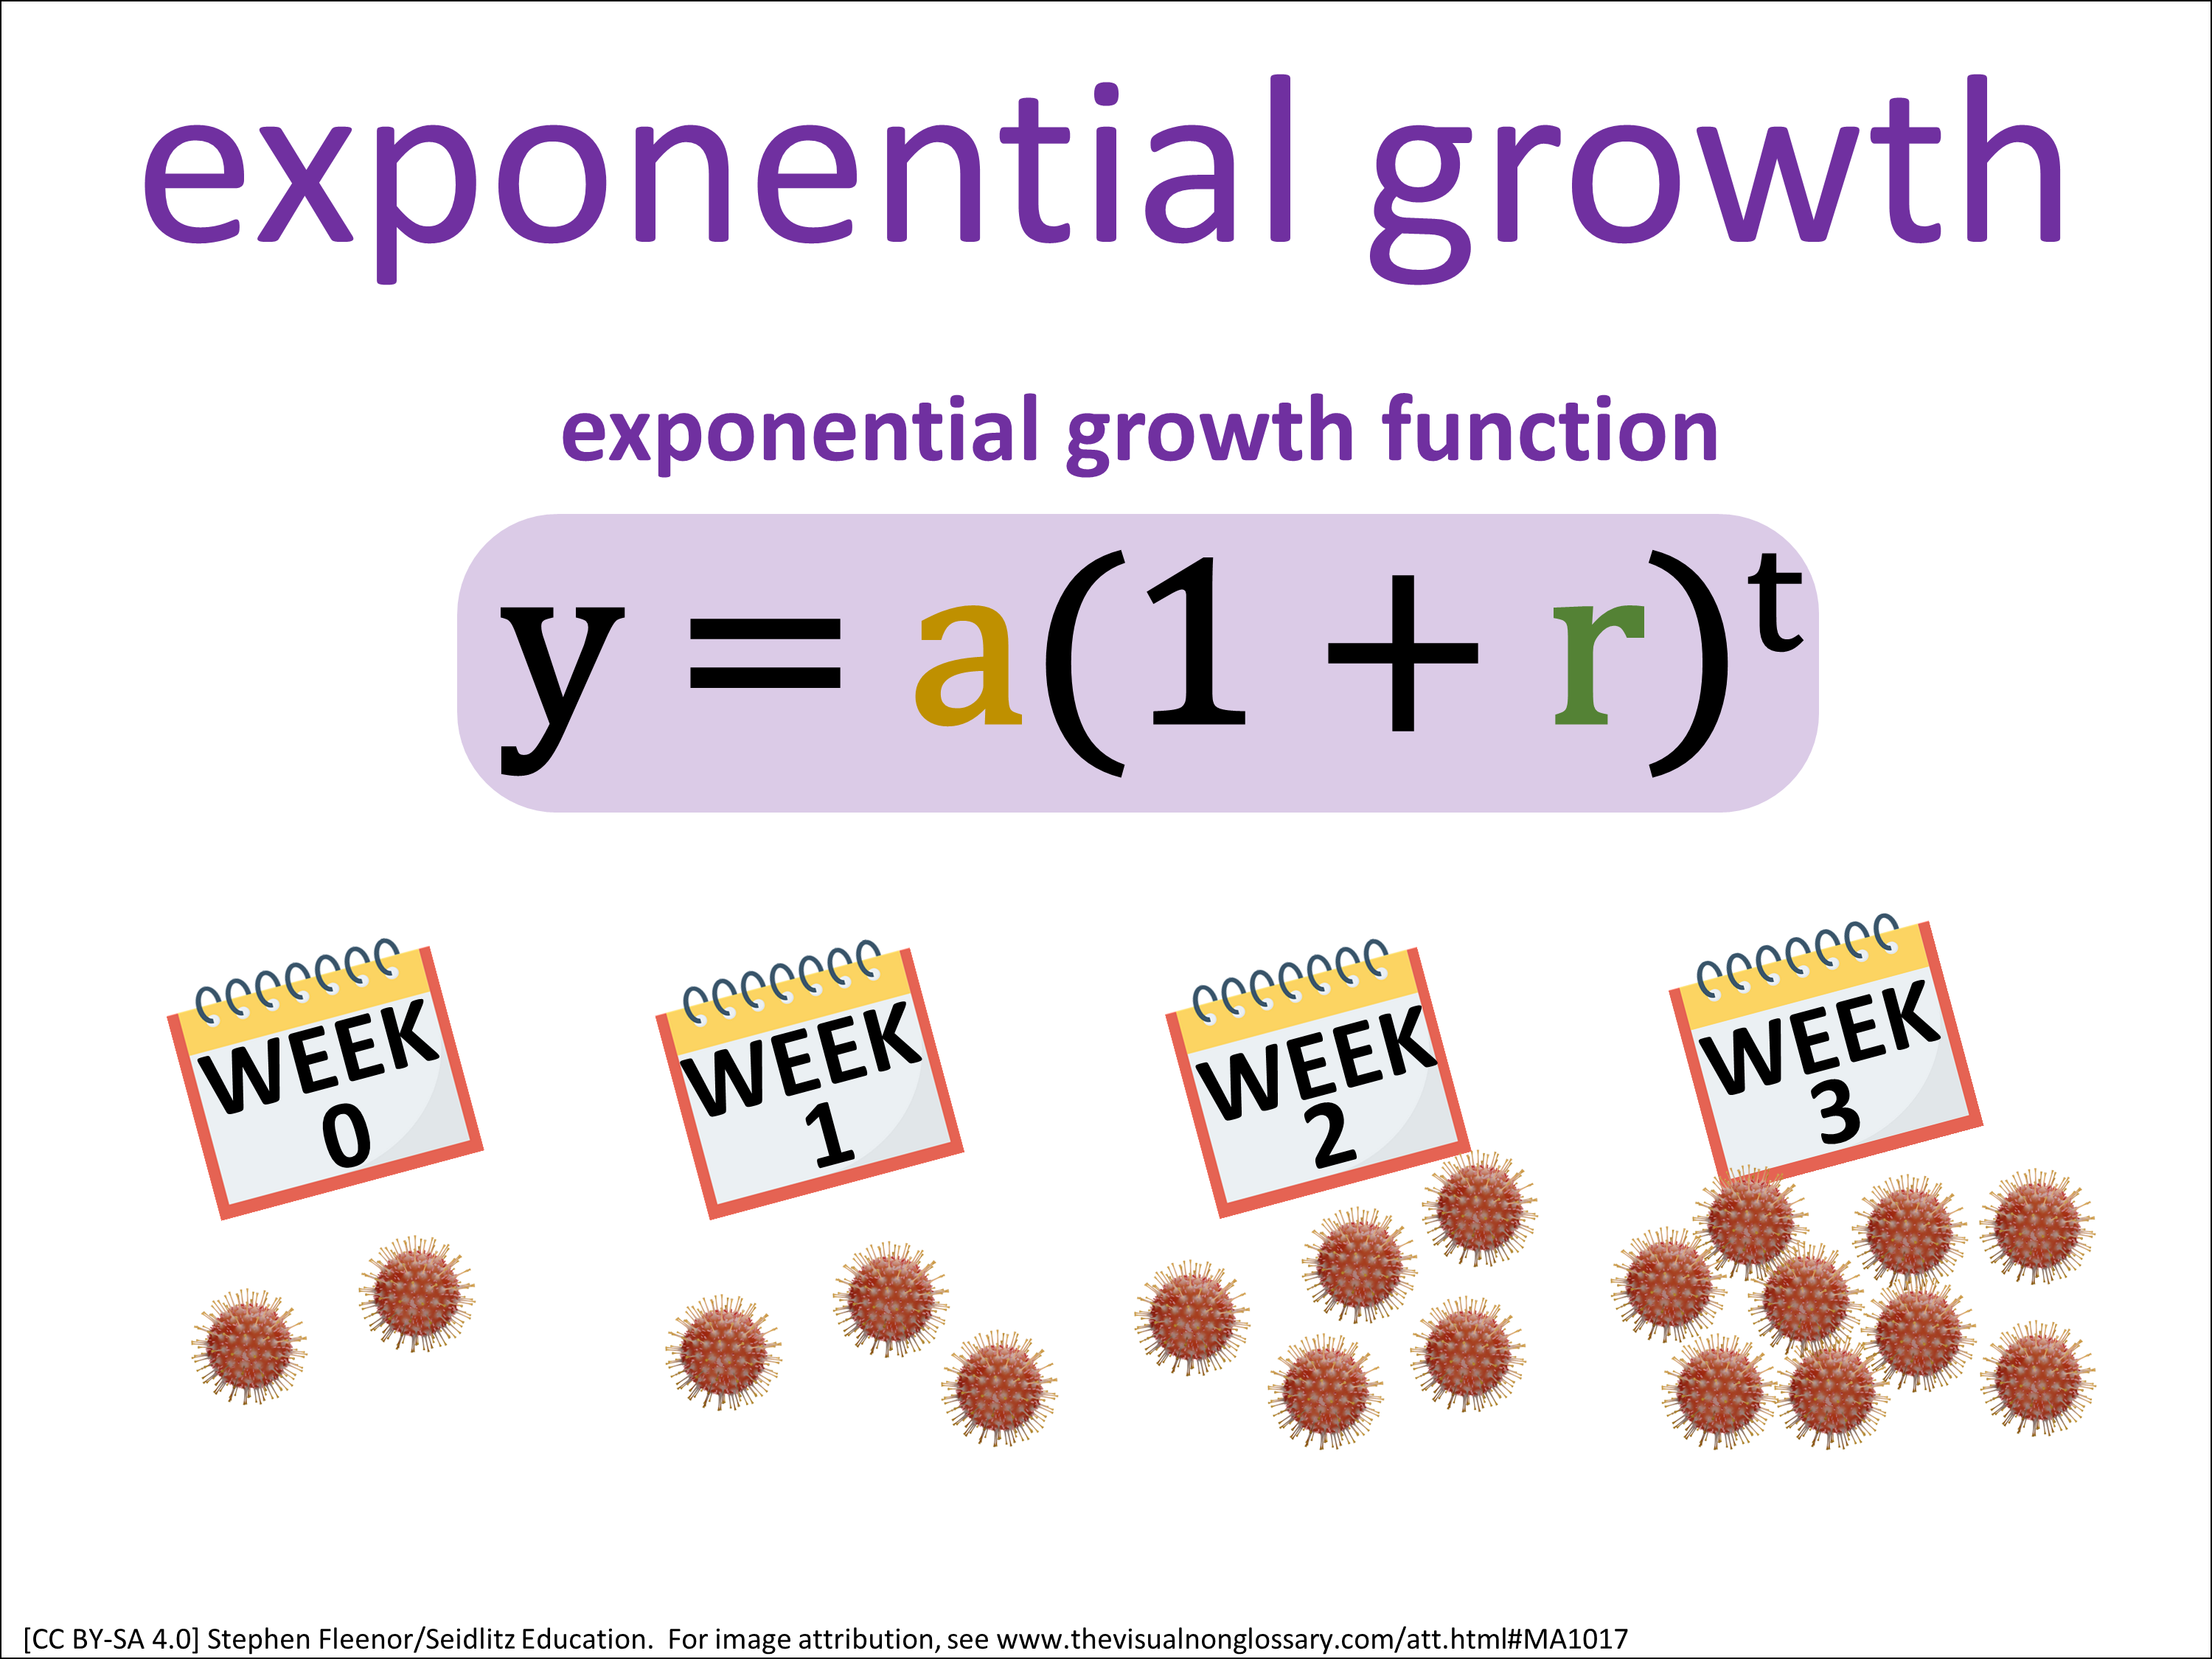 exponential growth
exponential growth function
y = a(1 + r)ᵗ
WEEK
0
WEEK
1
WEEK
2
WEEK
3
[CC BY-SA 4.0] Stephen Fleenor/Seidlitz Education.  For image attribution, see www.thevisualnonglossary.com/att.html#MA1017